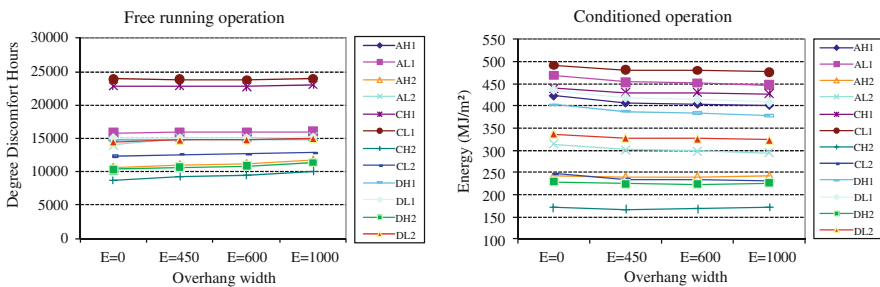 Free running operation
Degree Discomfort Hours
30000
25000
20000
15000
10000
5000
0
E=0 E=450 E=600 E=1000
Overhang width
AH1
AL1
AH2
AL2
CH1
CL1
CH2
CL2
DH1
DL1
DH2
DL2
Conditioned operation
Energy (MJ/m²)
550
500
450
400
350
300
250
200
150
100
E=0 E=450 E=600 E=1000
Overhang width
AH1
AL1
AH2
AL2
CH1
CL1
CH2
CL2
DH1
DL1
DH2
DL2